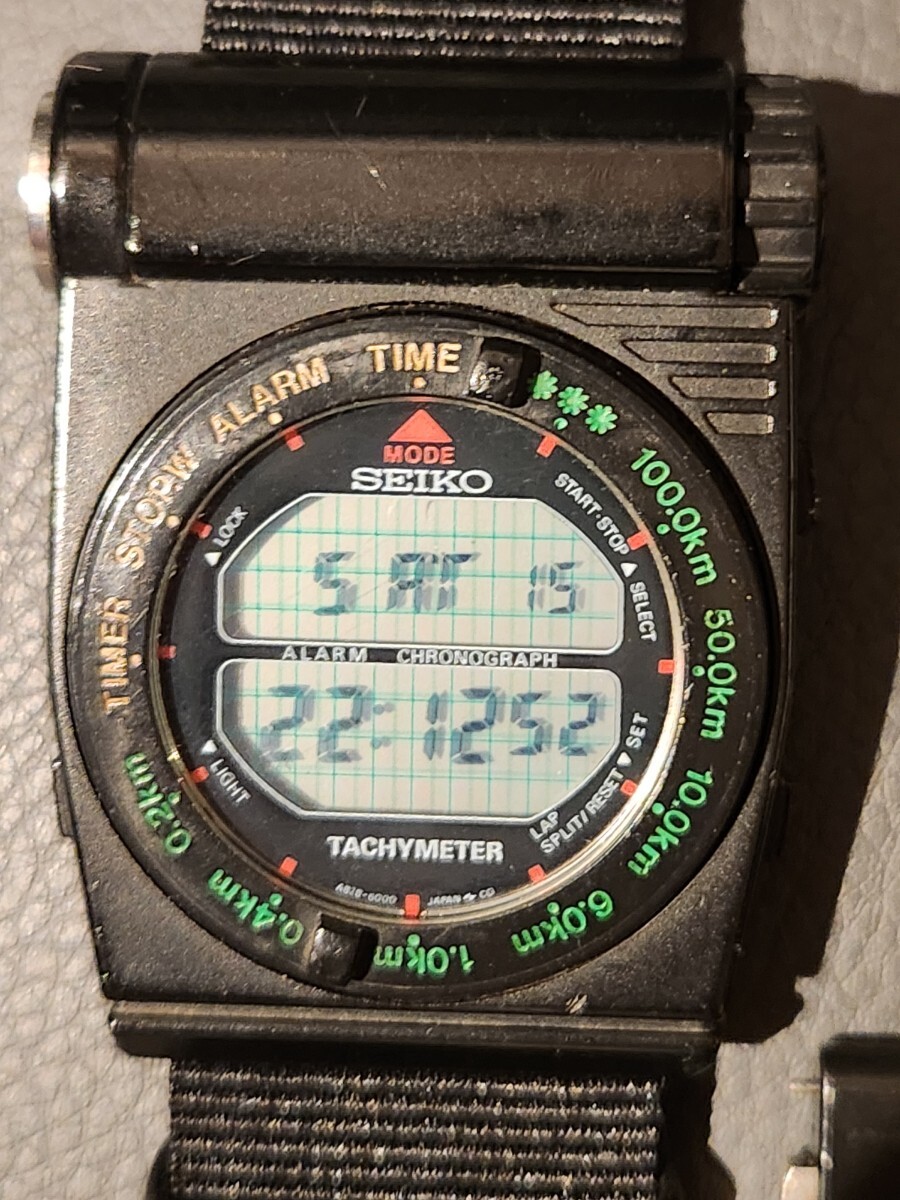 TIME
ALARM
STOPW
TIMER
***
100.0km
50.0km
10.0km
6.0km
1.0km
0.4km
0.2km
MODE
SEIKO
LOCK
START·STOP
SELECT
SAT 15
ALARM CHRONOGRAPH
22:12 52
LIGHT
SET
LAP
SPLIT/RESET
TACHYMETER
A828-6000 JAPAN